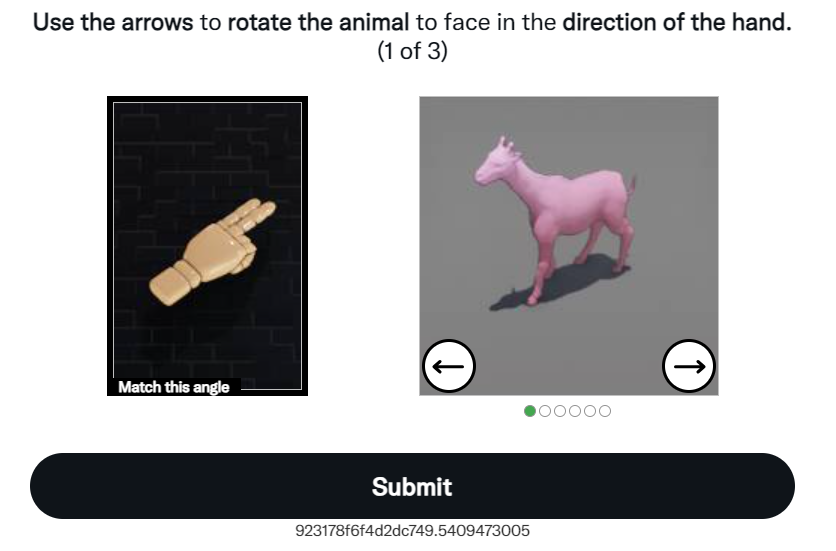 Use the arrows to rotate the animal to face in the direction of the hand.
(1 of 3)
Match this angle
Submit
923178f6f4d2dc749.5409473005